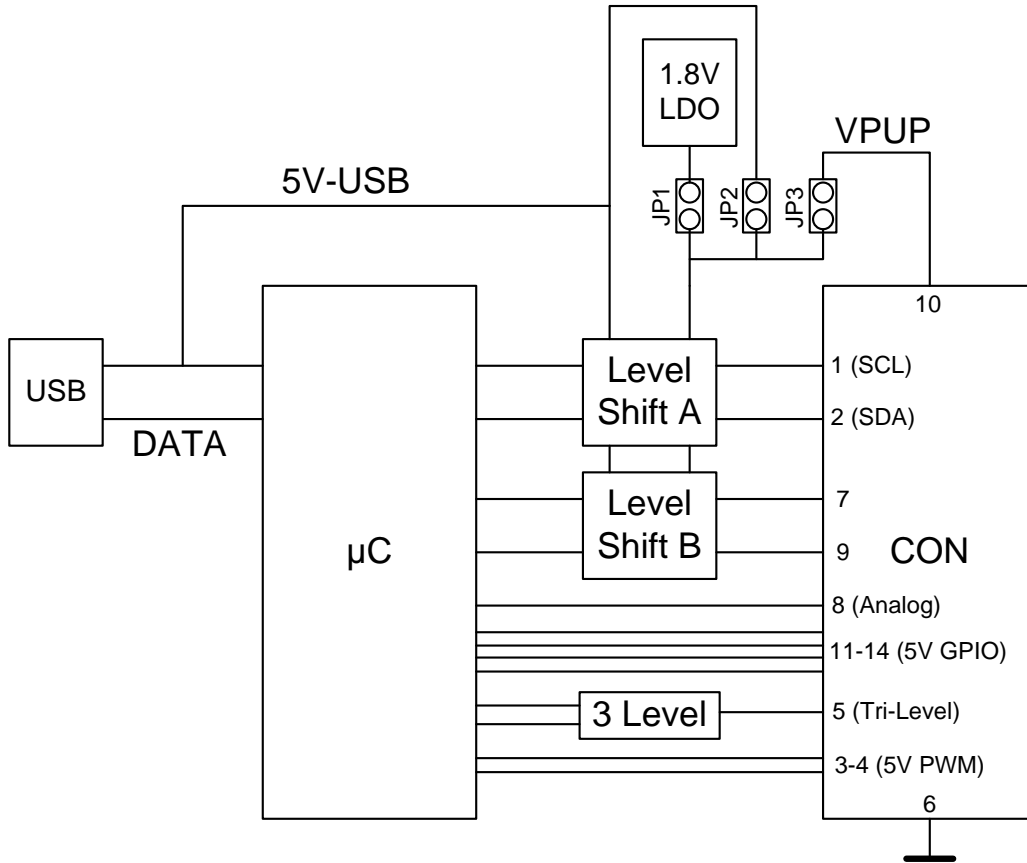 1.8V
LDO
VPUP
5V-USB
JP1
JP2
JP3
10
USB
DATA
Level
Shift A
1 (SCL)
2 (SDA)
Level
Shift B
7
9
µC
CON
8 (Analog)
11-14 (5V GPIO)
3 Level
5 (Tri-Level)
3-4 (5V PWM)
6